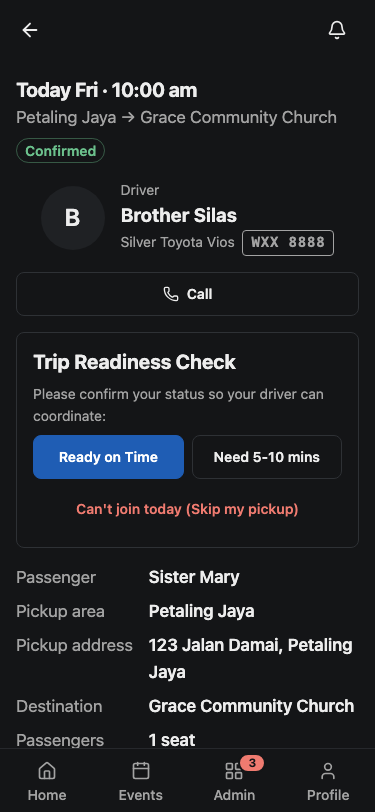 Today Fri · 10:00 am
Petaling Jaya → Grace Community Church
Confirmed
B
Driver
Brother Silas
Silver Toyota Vios WXX 8888
Call
Trip Readiness Check
Please confirm your status so your driver can
coordinate:
Ready on Time Need 5-10 mins
Can't join today (Skip my pickup)
Passenger Sister Mary
Pickup area Petaling Jaya
Pickup address 123 Jalan Damai, Petaling
Jaya
Destination Grace Community Church
Passengers 1 seat
3
Home Events Admin Profile